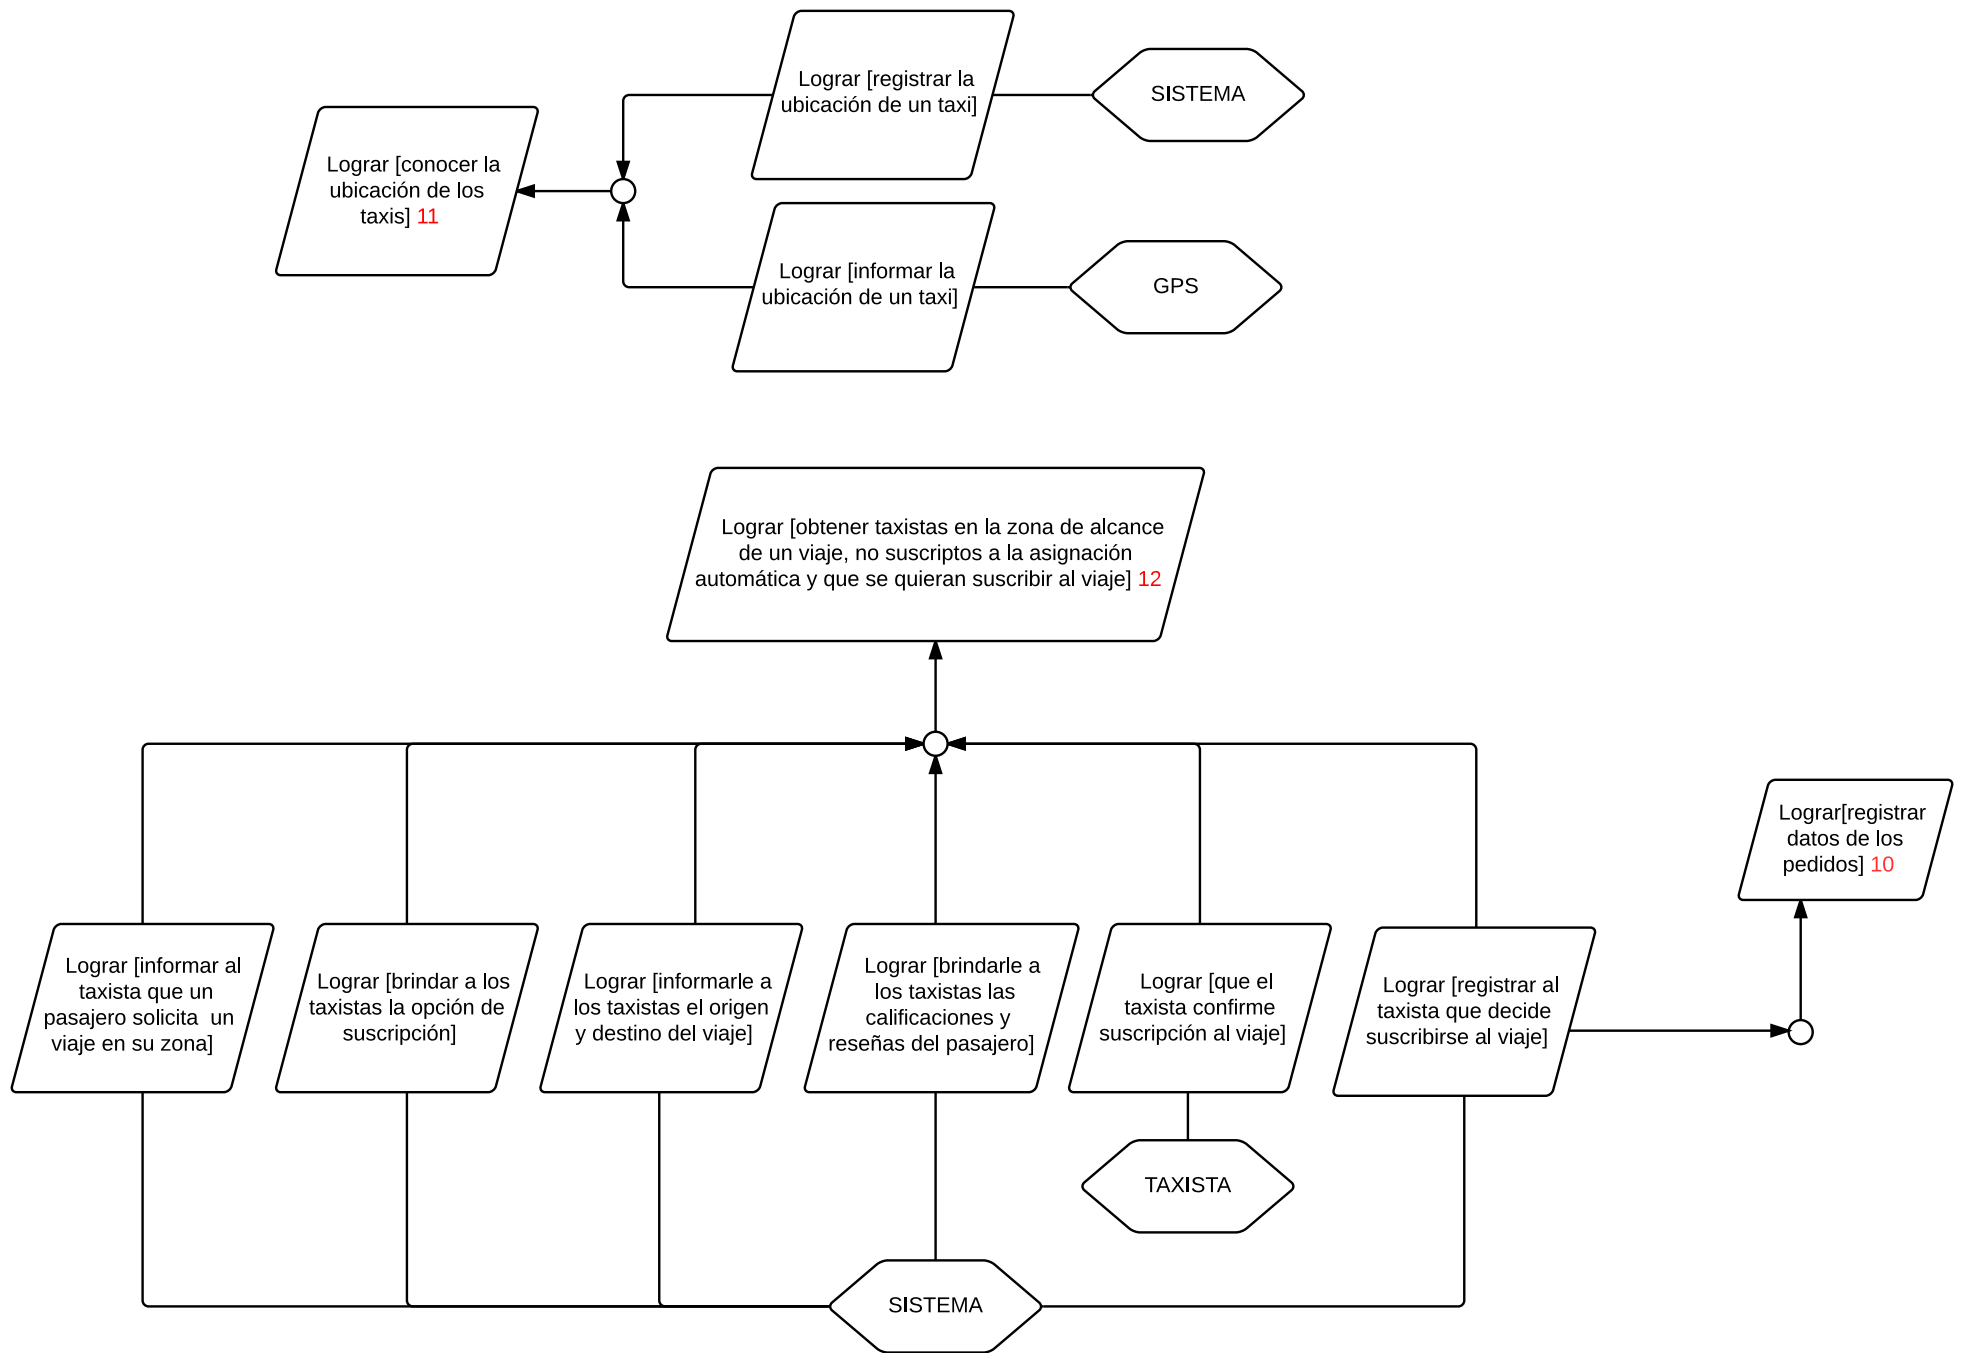 Lograr [registrar la
ubicación de un taxi]
SISTEMA
Lograr [conocer la
ubicación de los
taxis] 11
Lograr [informar la
ubicación de un taxi]
GPS
Lograr [obtener taxistas en la zona de alcance
de un viaje, no suscriptos a la asignación
automática y que se quieran suscribir al viaje] 12
Lograr[registrar
datos de los
pedidos] 10
Lograr [informar al
taxista que un
pasajero solicita  un
viaje en su zona]
Lograr [brindar a los
taxistas la opción de
suscripción]
Lograr [informarle a
los taxistas el origen
y destino del viaje]
Lograr [brindarle a
los taxistas las
calificaciones y
reseñas del pasajero]
Lograr [que el
taxista confirme
suscripción al viaje]
Lograr [registrar al
taxista que decide
suscribirse al viaje]
TAXISTA
SISTEMA